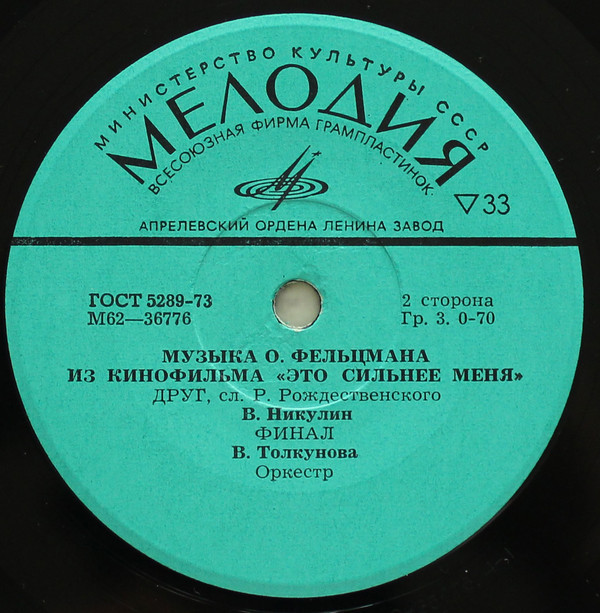 МИНИСТЕРСТВО КУЛЬТУРЫ СССР
МЕЛОДИЯ
ВСЕСОЮЗНАЯ ФИРМА ГРАМПЛАСТИНОК
▽33
АПРЕЛЕВСКИЙ ОРДЕНА ЛЕНИНА ЗАВОД
ГОСТ 5289-73
М62—36776
2 сторона
Гр. 3. 0-70
МУЗЫКА О. ФЕЛЬЦМАНА
ИЗ КИНОФИЛЬМА «ЭТО СИЛЬНЕЕ МЕНЯ»
ДРУГ, сл. Р. Рождественского
В. Никулин
ФИНАЛ
В. Толкунова
Оркестр